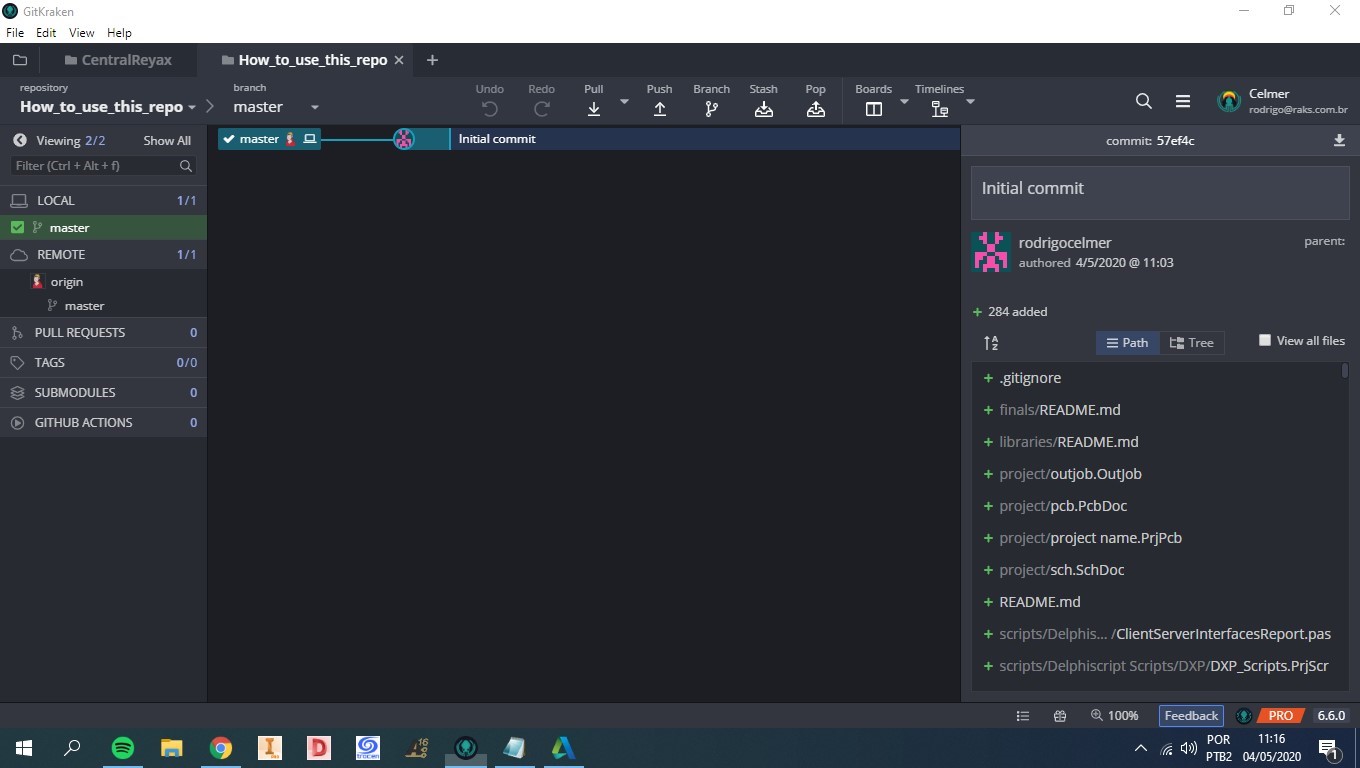 GitKraken
File Edit View Help
CentralReyax How_to_use_this_repo
repository
How_to_use_this_repo
branch
master
Undo Redo Pull Push Branch Stash Pop Boards Timelines
Celmer
rodrigo@raks.com.br
Viewing 2/2 Show All
Filter (Ctrl + Alt + f)
LOCAL 1/1
master
REMOTE 1/1
origin
master
PULL REQUESTS 0
TAGS 0/0
SUBMODULES 0
GITHUB ACTIONS 0
master Initial commit
commit: 57ef4c
Initial commit
rodrigocelmer
authored 4/5/2020 @ 11:03
parent:
+ 284 added
A Z
Path Tree View all files
+ .gitignore
+ finals/README.md
+ libraries/README.md
+ project/outjob.OutJob
+ project/pcb.PcbDoc
+ project/project name.PrjPcb
+ project/sch.SchDoc
+ README.md
+ scripts/Delphis... /ClientServerInterfacesReport.pas
+ scripts/Delphiscript Scripts/DXP/DXP_Scripts.PrjScr
100% Feedback PRO 6.6.0
I D trocen 16
POR
PTB2
11:16
04/05/2020
1